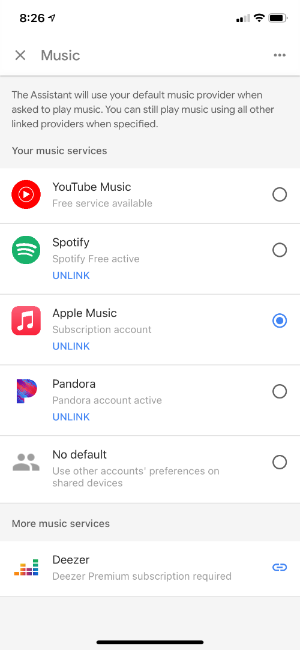 8:26
Music
The Assistant will use your default music provider when
asked to play music. You can still play music using all other
linked providers when specified.
Your music services
YouTube Music
Free service available
Spotify
Spotify Free active
UNLINK
Apple Music
Subscription account
UNLINK
Pandora
Pandora account active
UNLINK
No default
Use other accounts' preferences on
shared devices
More music services
Deezer
Deezer Premium subscription required